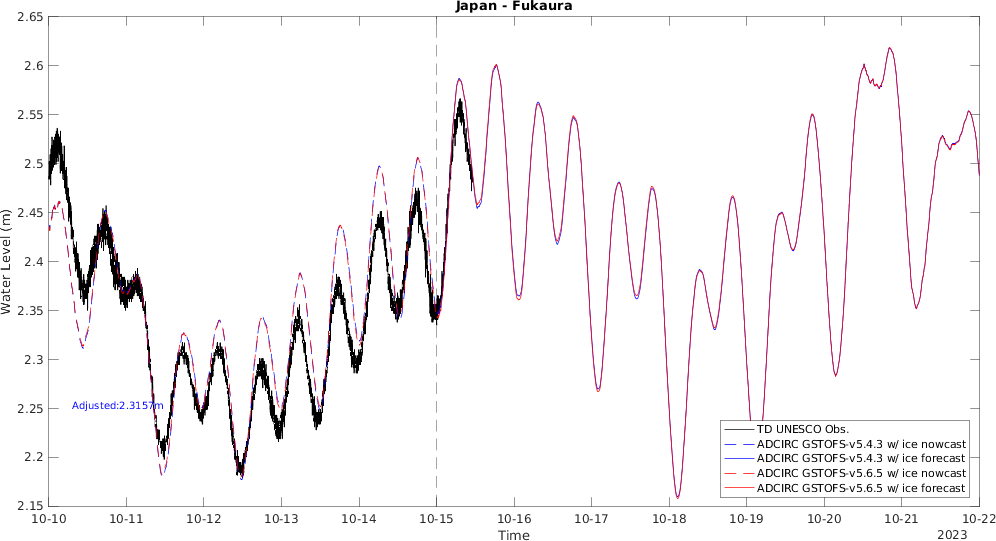 Japan - Fukaura
2.65
2.6
2.55
2.5
2.45
2.4
2.35
2.3
2.25
2.2
2.15
Water Level (m)
Adjusted:2.3157m
TD UNESCO Obs.
ADCIRC GSTOFS-v5.4.3 w/ ice nowcast
ADCIRC GSTOFS-v5.4.3 w/ ice forecast
ADCIRC GSTOFS-v5.6.5 w/ ice nowcast
ADCIRC GSTOFS-v5.6.5 w/ ice forecast
10-10 10-11 10-12 10-13 10-14 10-15 10-16 10-17 10-18 10-19 10-20 10-21 10-22
Time
2023